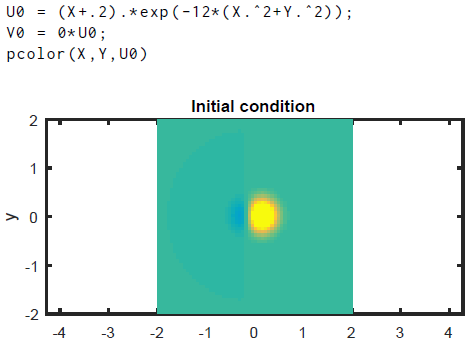 U0 = (X+.2).*exp(-12*(X.^2+Y.^2));
V0 = 0*U0;
pcolor(X,Y,U0)
Initial condition
2
1
0
-1
-2
y
-4 -3 -2 -1 0 1 2 3 4